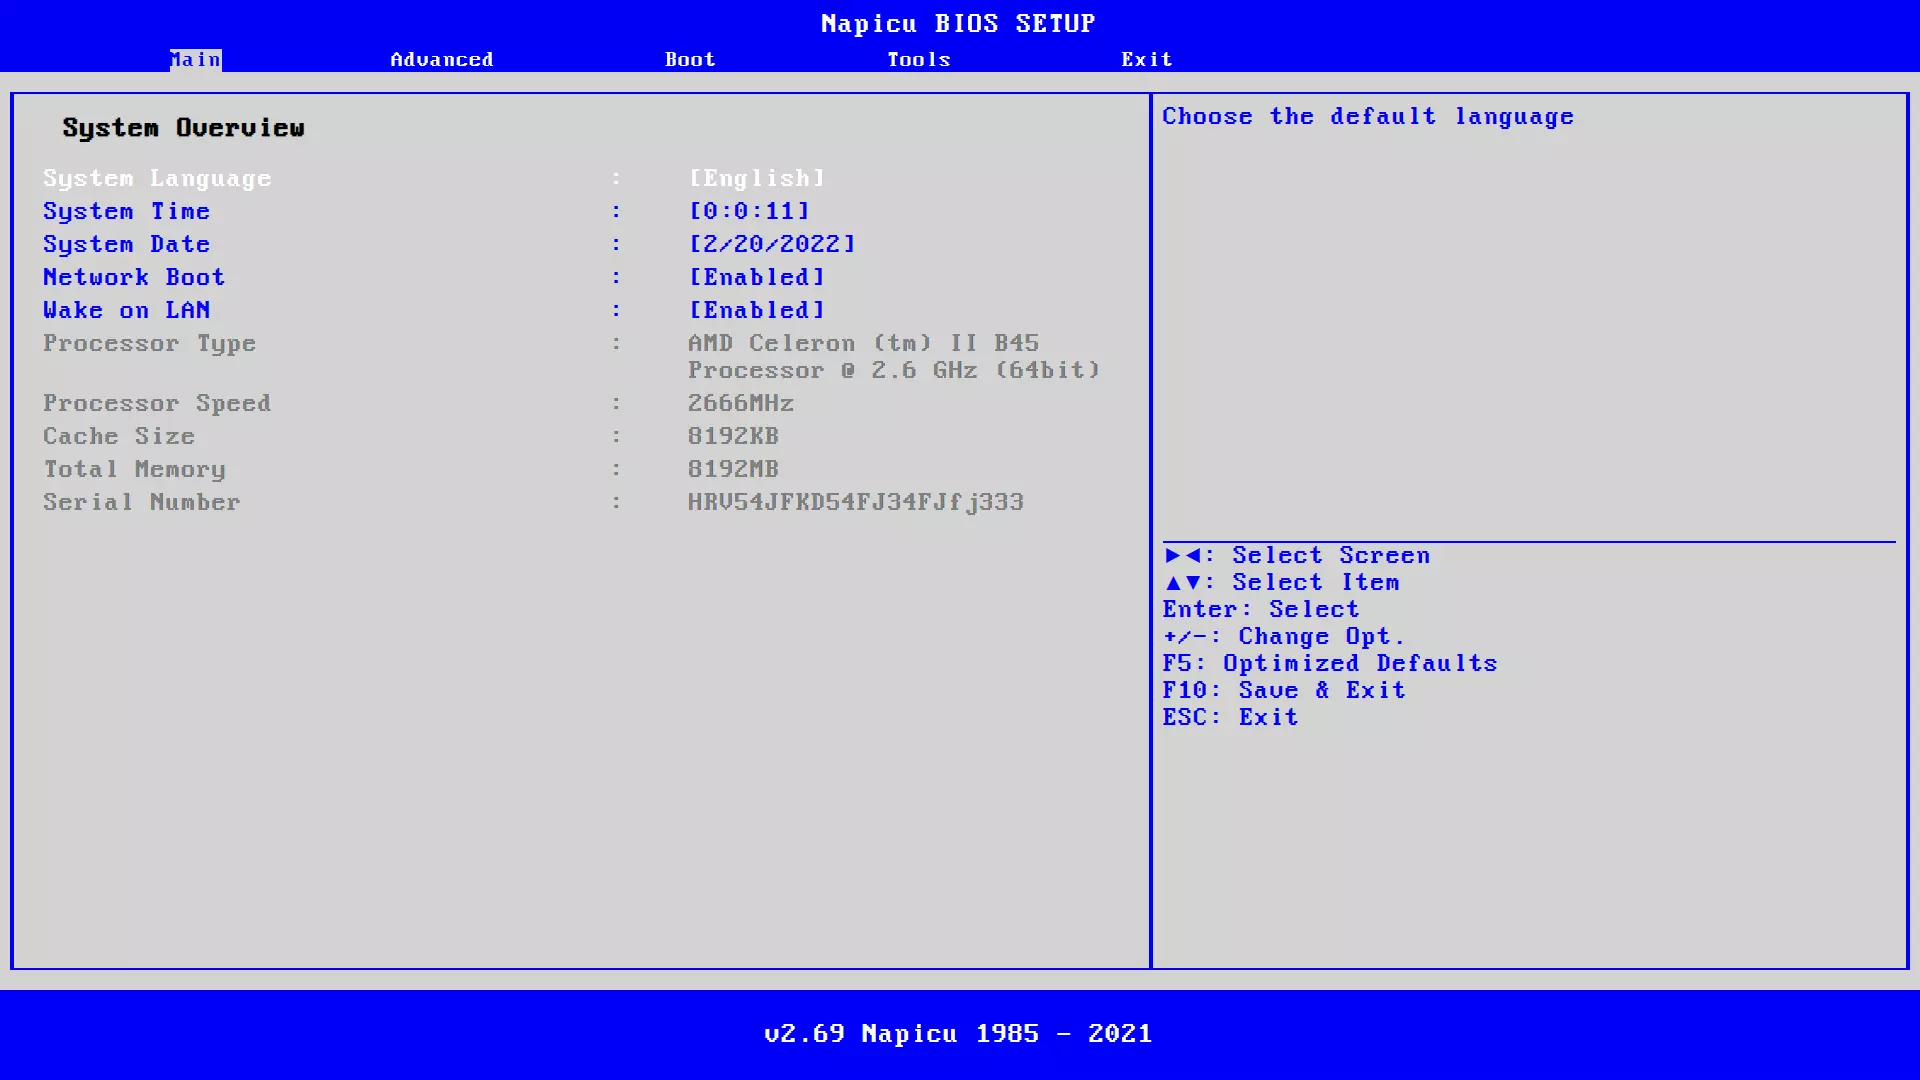 Napicu BIOS SETUP
Main Advanced Boot Tools Exit
System Overview
System Language : [English]
System Time : [0:0:11]
System Date : [2/20/2022]
Network Boot : [Enabled]
Wake on LAN : [Enabled]
Processor Type : AMD Celeron (tm) II B45
Processor @ 2.6 GHz (64bit)
Processor Speed : 2666MHz
Cache Size : 8192KB
Total Memory : 8192MB
Serial Number : HRV54JFKD54FJ34FJfj333
Choose the default language
►◄: Select Screen
▲▼: Select Item
Enter: Select
+/-: Change Opt.
F5: Optimized Defaults
F10: Save & Exit
ESC: Exit
v2.69 Napicu 1985 - 2021